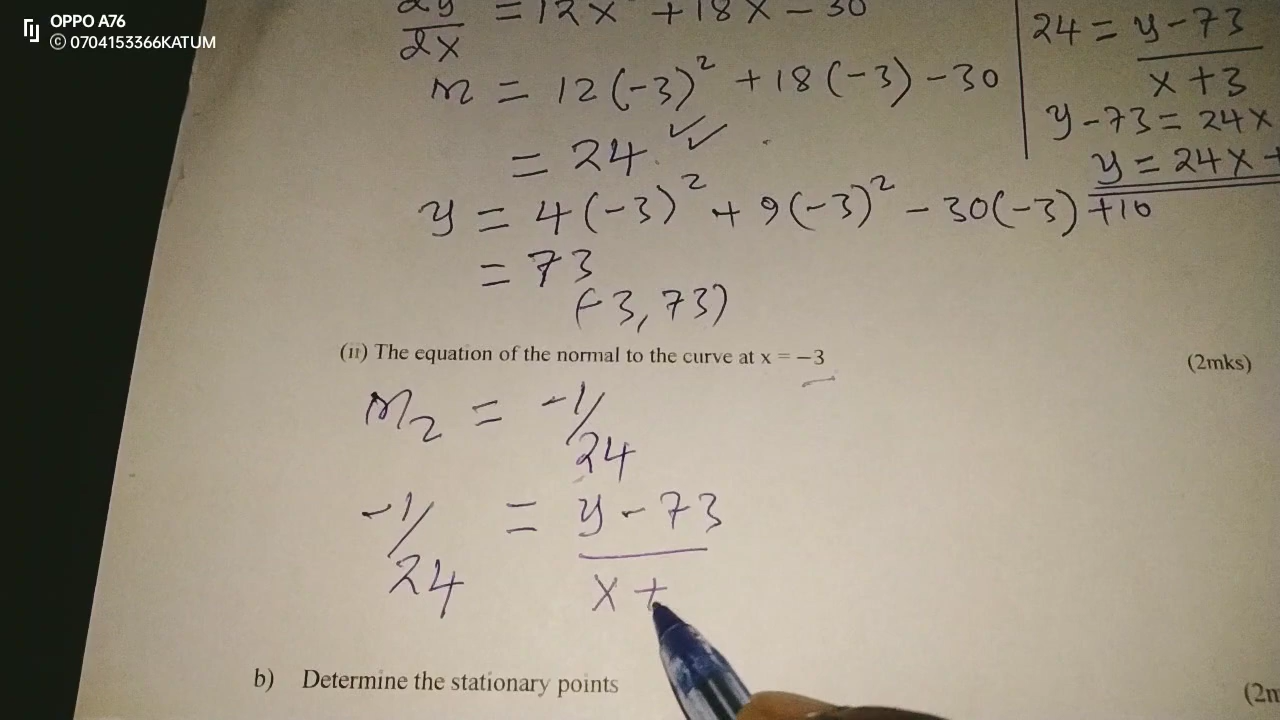 OPPO A76
© 0704153366KATUM
dy/dx = 12x² + 18x - 30
m = 12(-3)² + 18(-3) - 30
= 24 ✓✓
24 = y-73
x+3
y-73 = 24x
y = 24x+
y = 4(-3)² + 9(-3)² - 30(-3) + 10
= 73
(-3, 73)
(ii) The equation of the normal to the curve at x = −3 (2mks)
m₂ = -1/24
-1/24 = y-73
x +
b) Determine the stationary points (2m